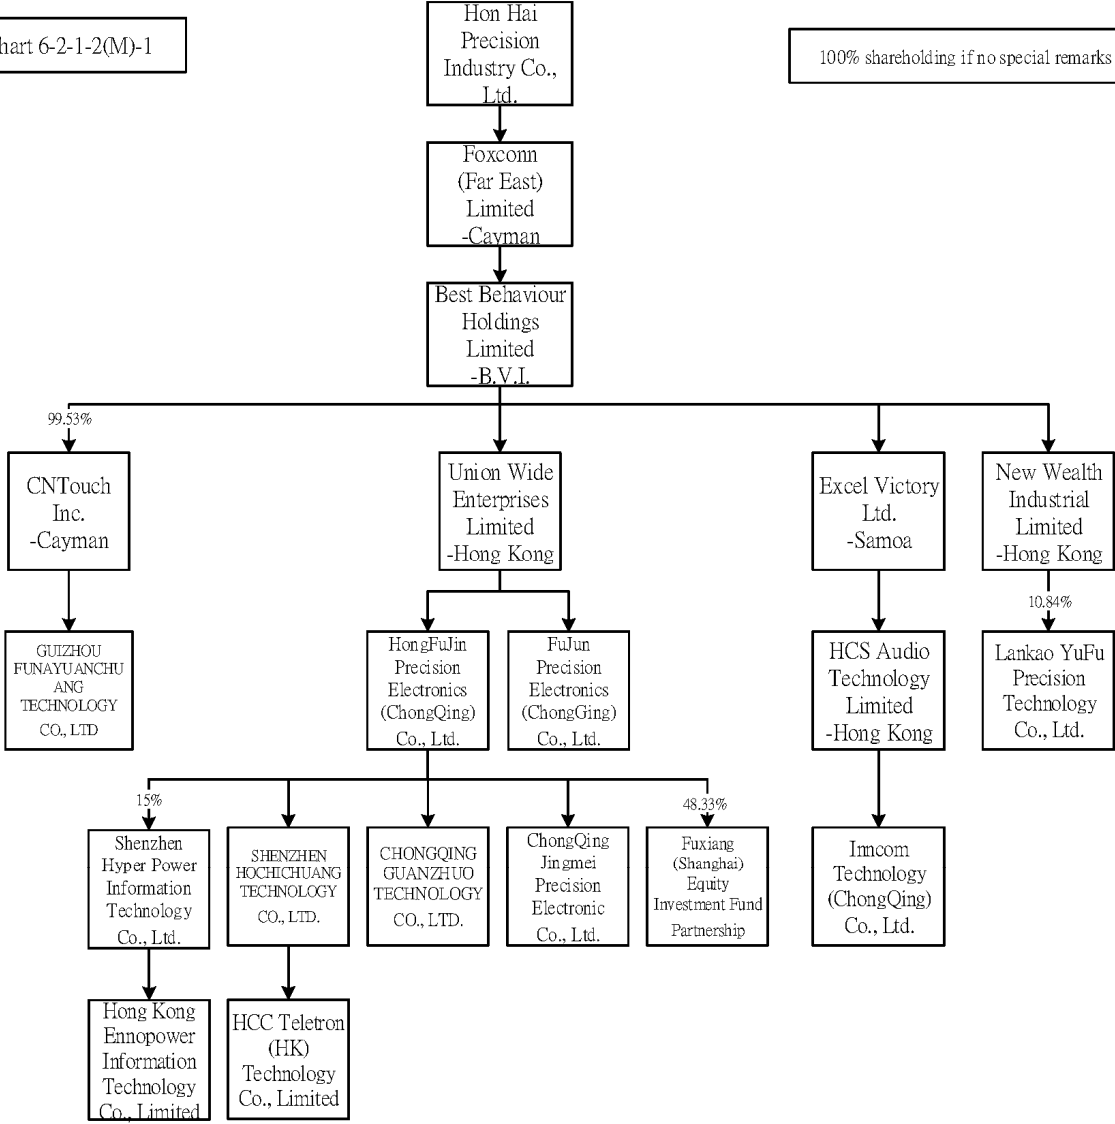 hart 6-2-1-2(M)-1
Hon Hai
Precision
Industry Co.,
Ltd.
100% shareholding if no special remarks
Foxconn
(Far East)
Limited
-Cayman
Best Behaviour
Holdings
Limited
-B.V.I.
99.53%
CNTouch
Inc.
-Cayman
Union Wide
Enterprises
Limited
-Hong Kong
Excel Victory
Ltd.
-Samoa
New Wealth
Industrial
Limited
-Hong Kong
10.84%
GUIZHOU
FUNAYUANCHU
ANG
TECHNOLOGY
CO., LTD
HongFuJin
Precision
Electronics
(ChongQing)
Co., Ltd.
FuJun
Precision
Electronics
(ChongGing)
Co., Ltd.
HCS Audio
Technology
Limited
-Hong Kong
Lankao YuFu
Precision
Technology
Co., Ltd.
15%
48.33%
Shenzhen
Hyper Power
Information
Technology
Co., Ltd.
SHENZHEN
HOCHICHUANG
TECHNOLOGY
CO., LTD.
CHONGQING
GUANZHUO
TECHNOLOGY
CO., LTD.
ChongQing
Jingmei
Precision
Electronic
Co., Ltd.
Fuxiang
(Shanghai)
Equity
Investment Fund
Partnership
Inncom
Technology
(ChongQing)
Co., Ltd.
Hong Kong
Ennopower
Information
Technology
Co., Limited
HCC Teletron
(HK)
Technology
Co., Limited